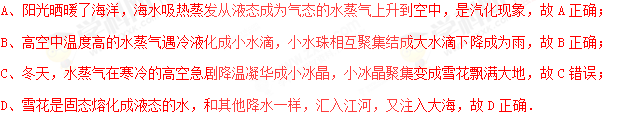 A、阳光晒暖了海洋，海水吸热蒸发从液态成为气态的水蒸气上升到空中，是汽化现象，故A正确；
B、高空中温度高的水蒸气遇冷液化成小水滴，小水珠相互聚集结成大水滴下降成为雨，故B正确；
C、冬天，水蒸气在寒冷的高空急剧降温凝华成小冰晶，小冰晶聚集变成雪花飘满大地，故C错误；
D、雪花是固态熔化成液态的水，和其他降水一样，汇入江河，又注入大海，故D正确．